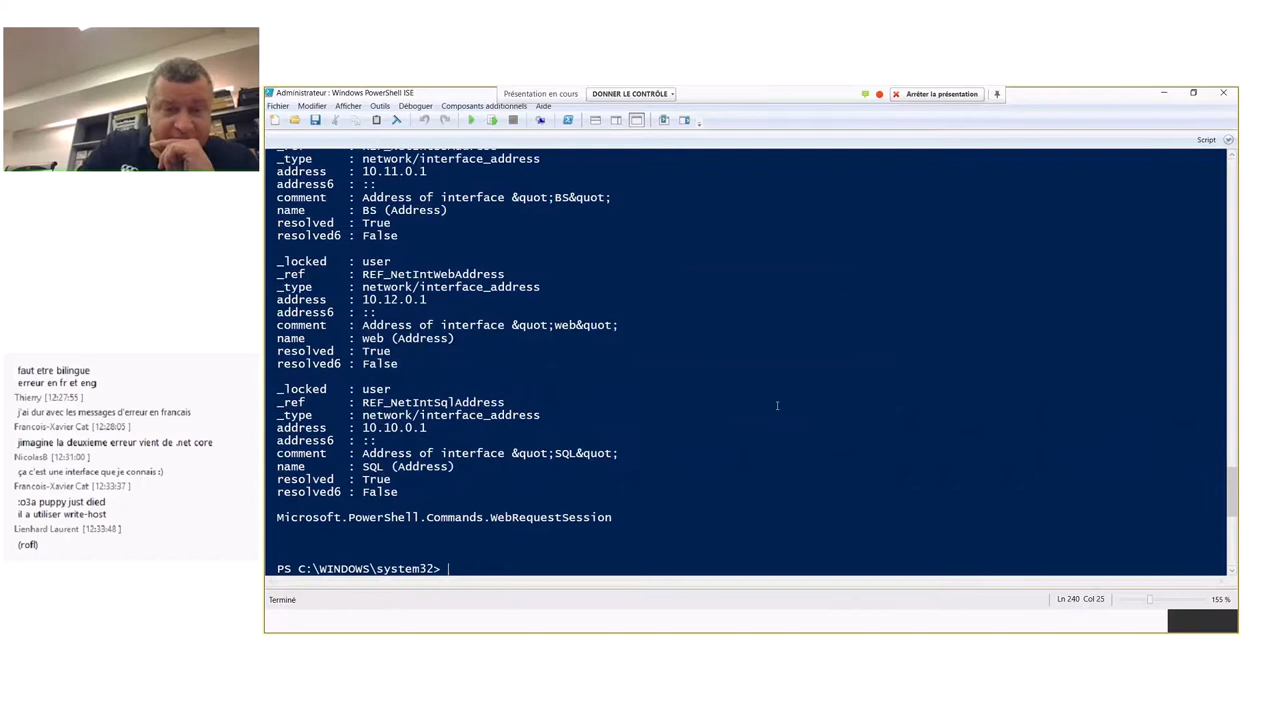 Administrateur : Windows PowerShell ISE
Présentation en cours
DONNER LE CONTRÔLE
Arrêter la présentation
Fichier Modifier Afficher Outils Déboguer Composants additionnels Aide
Script
_type : network/interface_address
address : 10.11.0.1
address6 : ::
comment : Address of interface &quot;BS&quot;
name : BS (Address)
resolved : True
resolved6 : False
_locked : user
_ref : REF_NetIntWebAddress
_type : network/interface_address
address : 10.12.0.1
address6 : ::
comment : Address of interface &quot;web&quot;
name : web (Address)
resolved : True
resolved6 : False
_locked : user
_ref : REF_NetIntSqlAddress
_type : network/interface_address
address : 10.10.0.1
address6 : ::
comment : Address of interface &quot;SQL&quot;
name : SQL (Address)
resolved : True
resolved6 : False
Microsoft.PowerShell.Commands.WebRequestSession
PS C:\WINDOWS\system32>
Terminé
Ln 240 Col 25
155 %
faut etre bilingue
erreur en fr et eng
Thierry [12:27:55]
j'ai dur avec les messages d'erreur en francais
Francois-Xavier Cat [12:28:05]
jimagine la deuxieme erreur vient de .net core
NicolasB [12:31:00]
ça c'est une interface que je connais :)
Francois-Xavier Cat [12:33:37]
:o3a puppy just died
il a utiliser write-host
Lienhard Laurent [12:33:48]
(rofl)